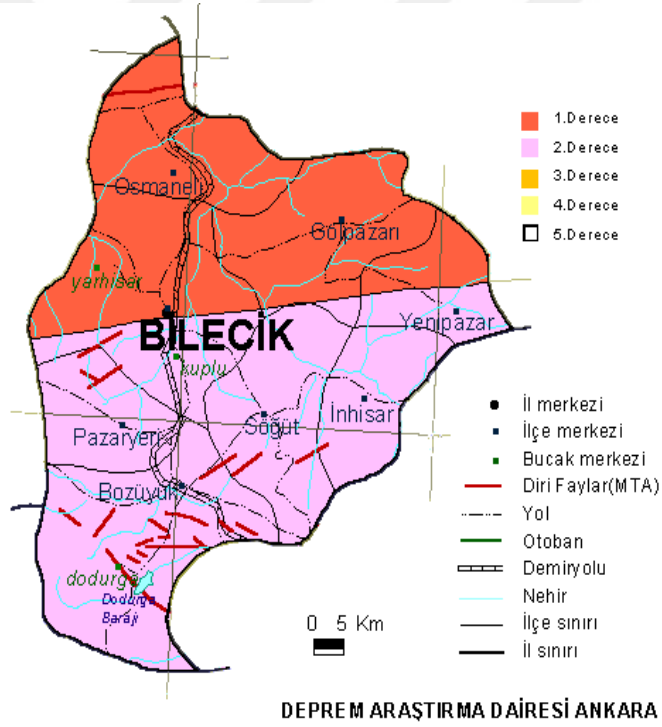 1.Derece
2.Derece
3.Derece
4.Derece
5.Derece
Osmaneli
Gölpazarı
yarhisar
BİLECİK
Yenipazar
kuplu
İnhisar
Söğüt
Pazaryeri
Bozüyük
dodurga
Dodurga
Barajı
İl merkezi
İlçe merkezi
Bucak merkezi
Diri Faylar(MTA)
Yol
Otoban
Demiryolu
Nehir
İlçe sınırı
İl sınırı
0 5 Km
DEPREM ARAŞTIRMA DAİRESİ ANKARA